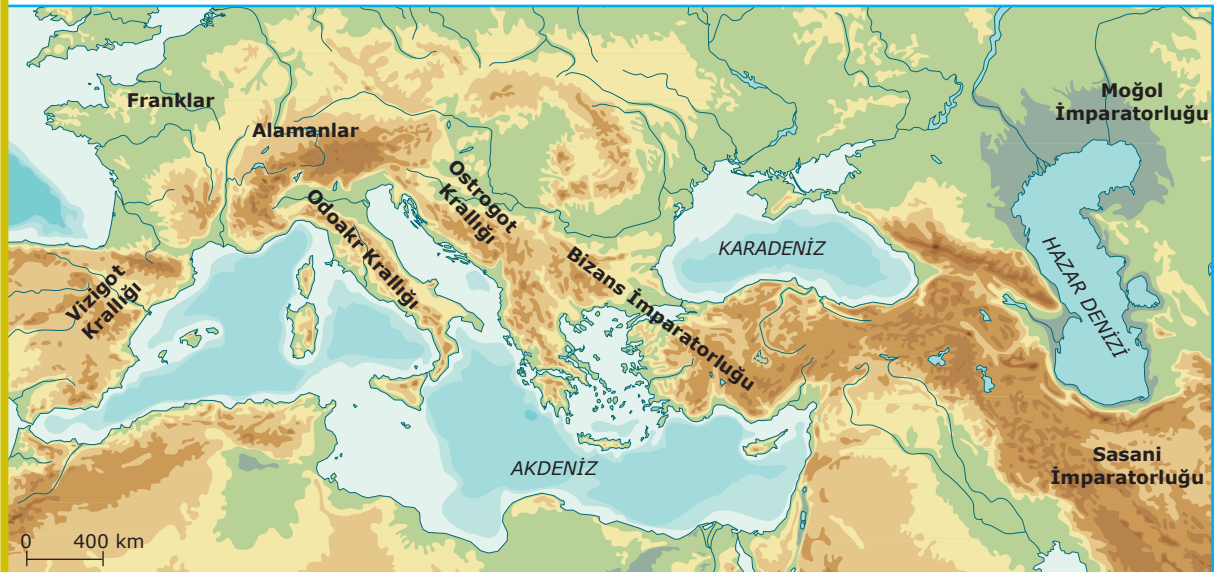 Franklar
Alamanlar
Moğol
İmparatorluğu
Ostrogot
Krallığı
Odoakr Krallığı
Vizigot
Krallığı
Bizans İmparatorluğu
KARADENİZ
HAZAR DENİZİ
AKDENİZ
Sasani
İmparatorluğu
0 400 km